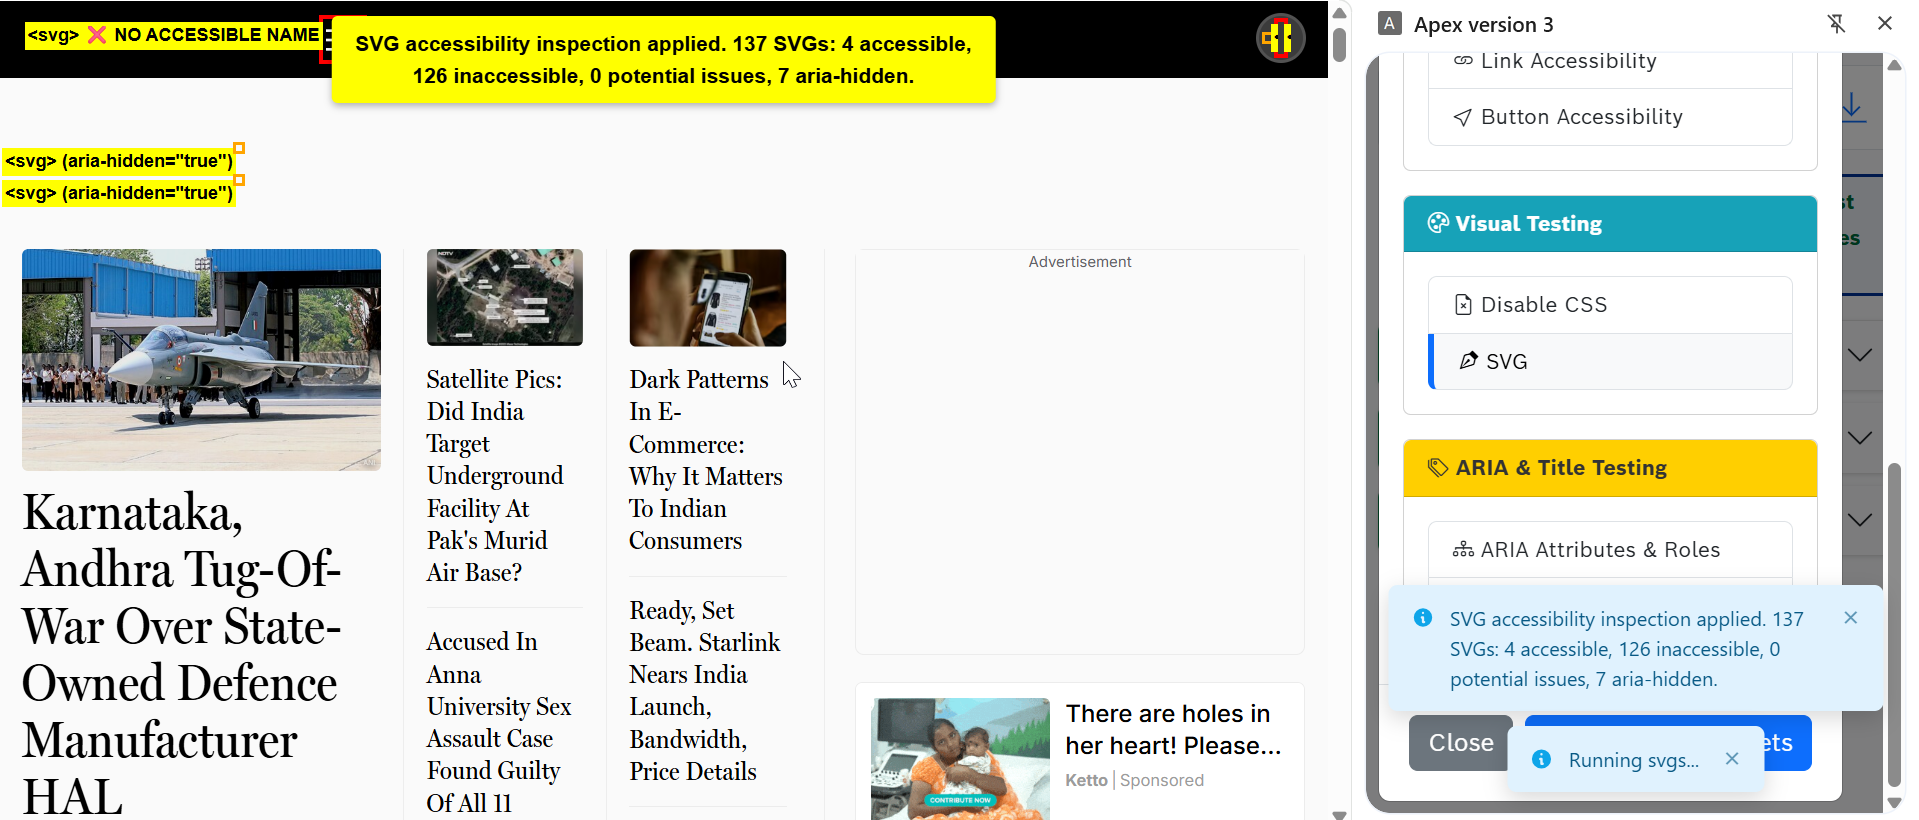 <svg> ❌ NO ACCESSIBLE NAME
SVG accessibility inspection applied. 137 SVGs: 4 accessible,
126 inaccessible, 0 potential issues, 7 aria-hidden.
<svg> (aria-hidden="true")
<svg> (aria-hidden="true")
Karnataka,
Andhra Tug-Of-
War Over State-
Owned Defence
Manufacturer
HAL
NDTV
Satellite Pics:
Did India
Target
Underground
Facility At
Pak's Murid
Air Base?
Accused In
Anna
University Sex
Assault Case
Found Guilty
Of All 11
Dark Patterns
In E-
Commerce:
Why It Matters
To Indian
Consumers
Ready, Set
Beam. Starlink
Nears India
Launch,
Bandwidth,
Price Details
Advertisement
CONTRIBUTE NOW
There are holes in
her heart! Please...
Ketto | Sponsored
A Apex version 3
Link Accessibility
Button Accessibility
Visual Testing
Disable CSS
SVG
ARIA & Title Testing
ARIA Attributes & Roles
st
es
SVG accessibility inspection applied. 137
SVGs: 4 accessible, 126 inaccessible, 0
potential issues, 7 aria-hidden.
Close
ets
Running svgs...